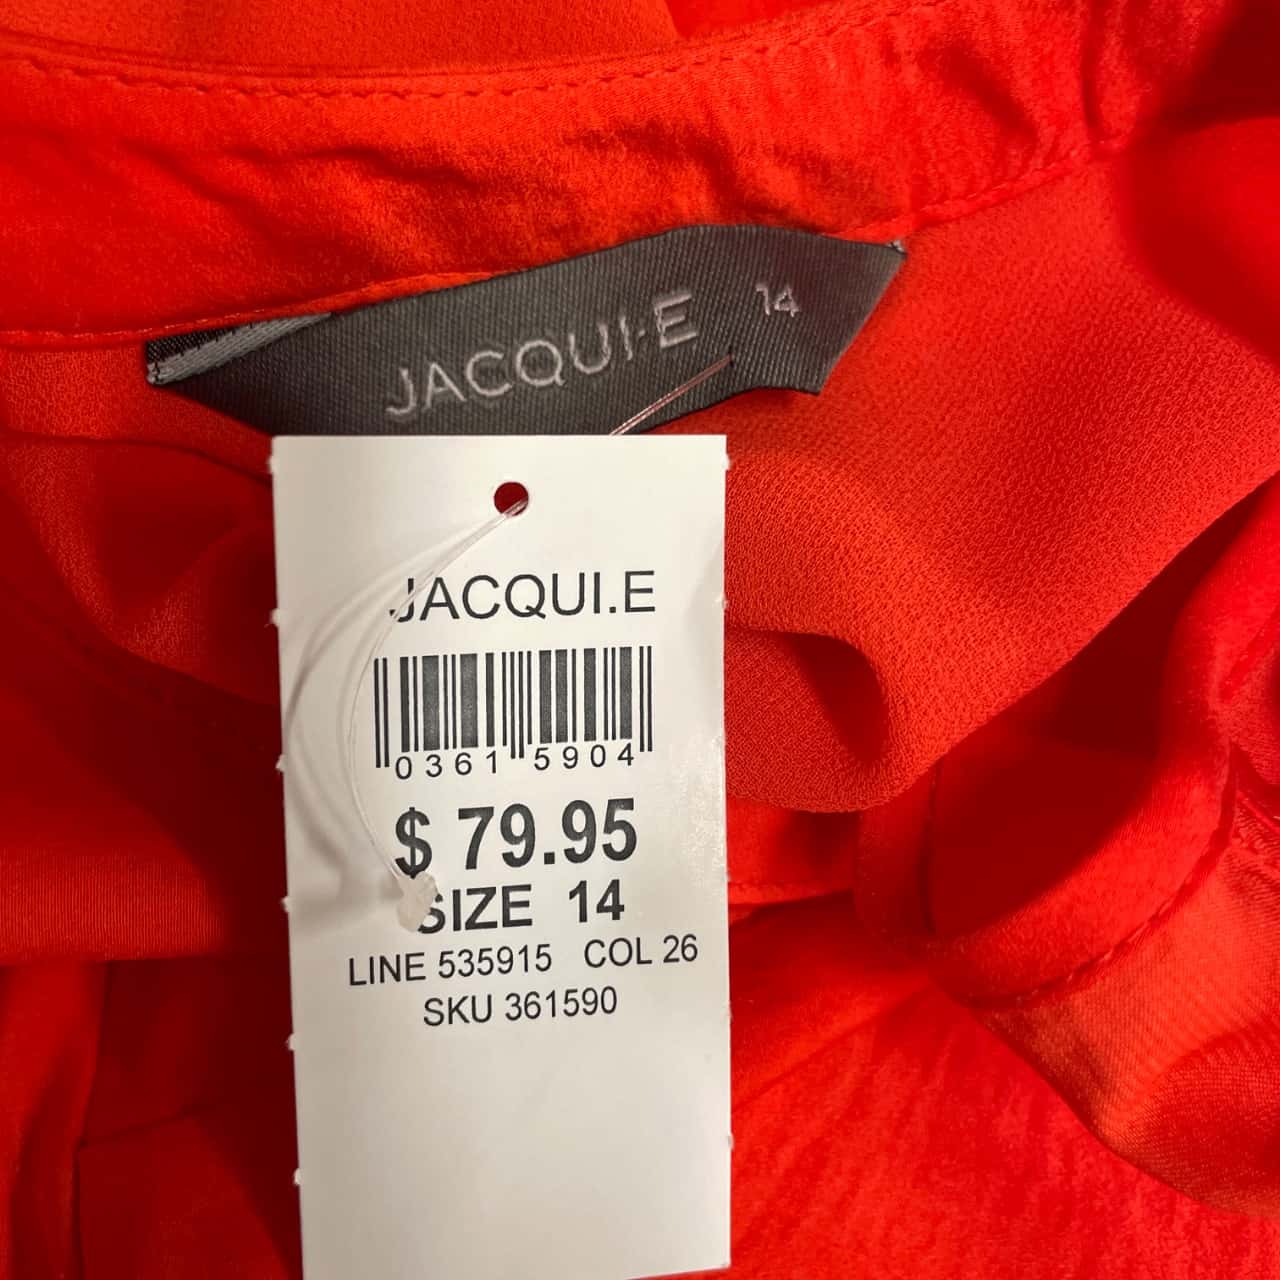 JACQUI·E 14
JACQUI.E
0361 5904
$ 79.95
SIZE 14
LINE 535915 COL 26
SKU 361590